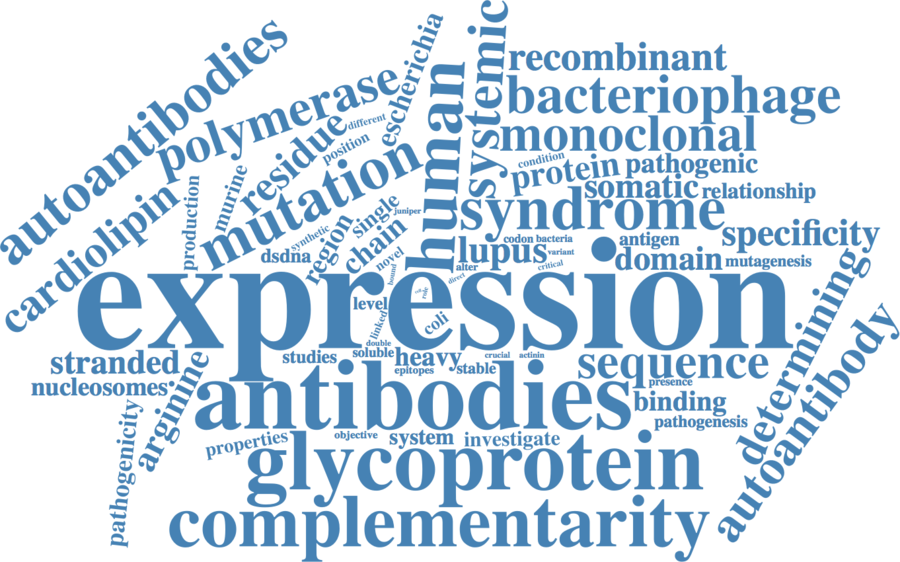 autoantibodies
polymerase
escherichia
human
systemic
recombinant
bacteriophage
monoclonal
different
residue
position
mutation
condition
protein
pathogenic
somatic
relationship
cardiolipin
production
murine
syndrome
single
juniper
region
synthetic
chain
dsdna
novel
bound
lupus
codon
bacteria
variant
antigen
specificity
domain
mutagenesis
alter
direct
critical
expression
role
level
linked
coli
double
soluble
studies
heavy
epitopes
stable
crucial
actinin
sequence
determining
autoantibody
stranded
nucleosomes
arginine
pathogenicity
antibodies
presence
binding
pathogenesis
properties
objective
system
investigate
glycoprotein
complementarity